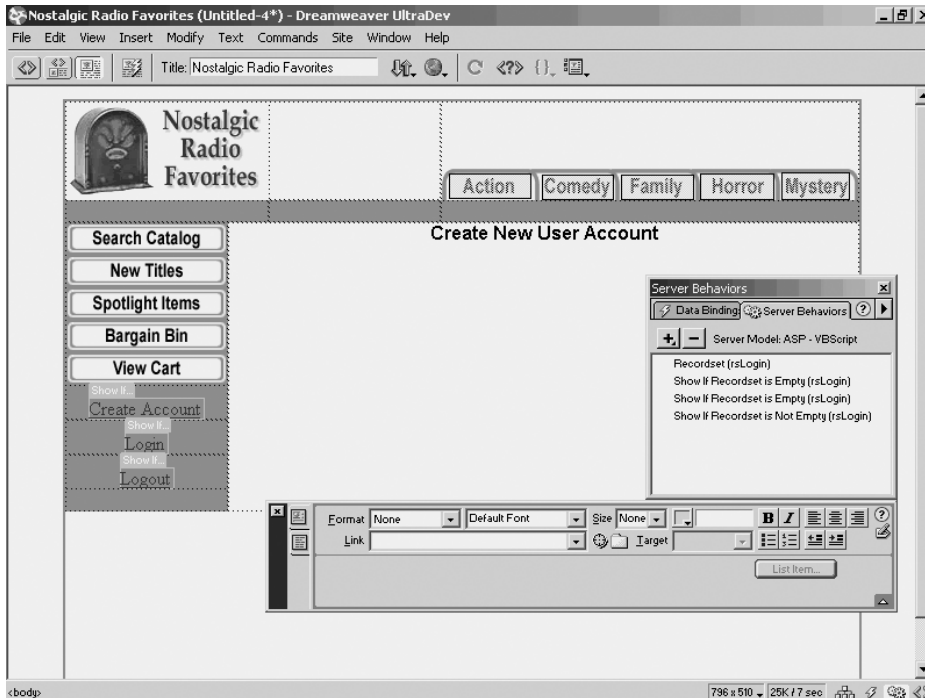 Nostalgic Radio Favorites (Untitled-4*) - Dreamweaver UltraDev
File Edit View Insert Modify Text Commands Site Window Help
Title: Nostalgic Radio Favorites
Nostalgic
Radio
Favorites
Action Comedy Family Horror Mystery
Create New User Account
Search Catalog
New Titles
Spotlight Items
Bargain Bin
View Cart
Show If...
Create Account
Show If...
Login
Show If...
Logout
Server Behaviors
Data Binding Server Behaviors
Server Model: ASP - VBScript
Recordset (rsLogin)
Show If Recordset is Empty (rsLogin)
Show If Recordset is Empty (rsLogin)
Show If Recordset is Not Empty (rsLogin)
Format None Default Font Size None B I
Link Target
List Item...
<body> 796 x 510 25K / 7 sec